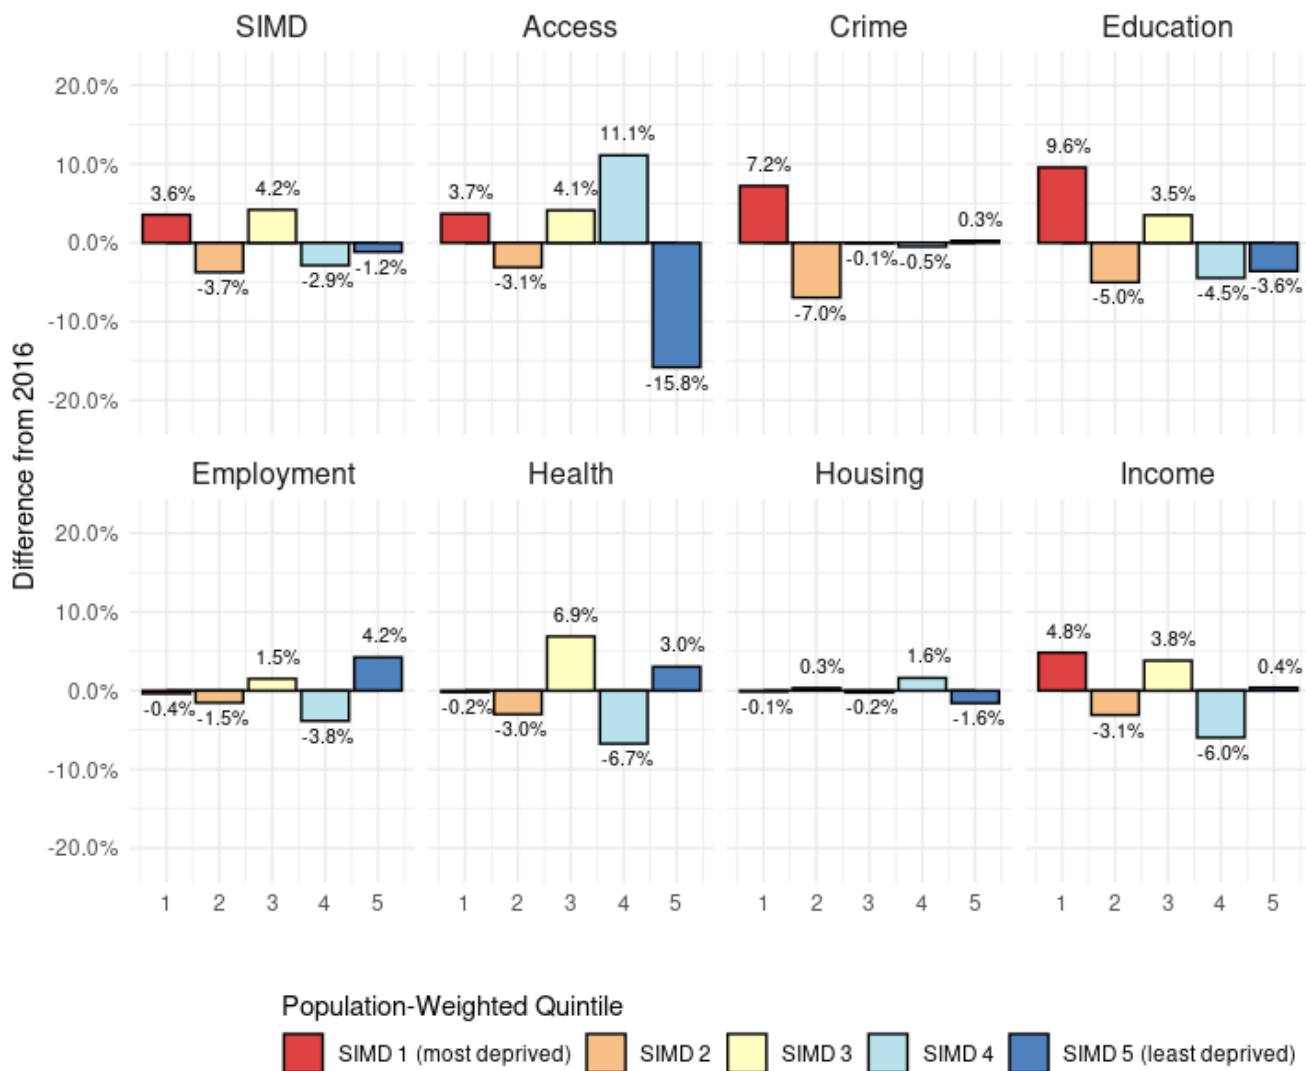 SIMD Access Crime Education
20.0%
10.0%
0.0%
-10.0%
-20.0%
3.6% -3.7% 4.2% -2.9% -1.2%
3.7% -3.1% 4.1% 11.1% -15.8%
7.2% -7.0% -0.1% -0.5% 0.3%
9.6% -5.0% 3.5% -4.5% -3.6%
Difference from 2016
Employment Health Housing Income
20.0%
10.0%
0.0%
-10.0%
-20.0%
-0.4% -1.5% 1.5% -3.8% 4.2%
-0.2% -3.0% 6.9% -6.7% 3.0%
-0.1% 0.3% -0.2% 1.6% -1.6%
4.8% -3.1% 3.8% -6.0% 0.4%
1 2 3 4 5 1 2 3 4 5 1 2 3 4 5 1 2 3 4 5
Population-Weighted Quintile
SIMD 1 (most deprived) SIMD 2 SIMD 3 SIMD 4 SIMD 5 (least deprived)